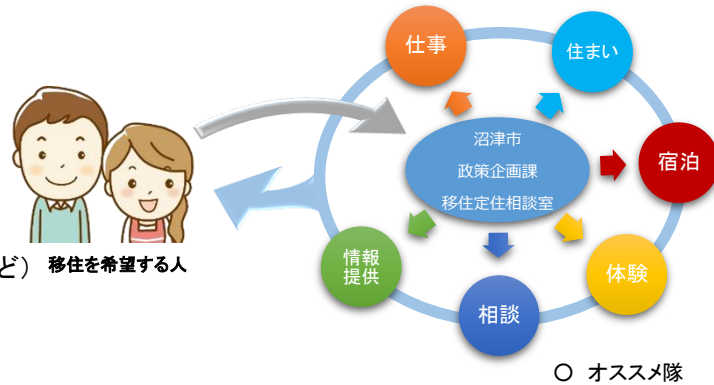 仕事
住まい
沼津市
政策企画課
移住定住相談室
宿泊
情報
提供
体験
相談
ど） 移住を希望する人
○ オススメ隊